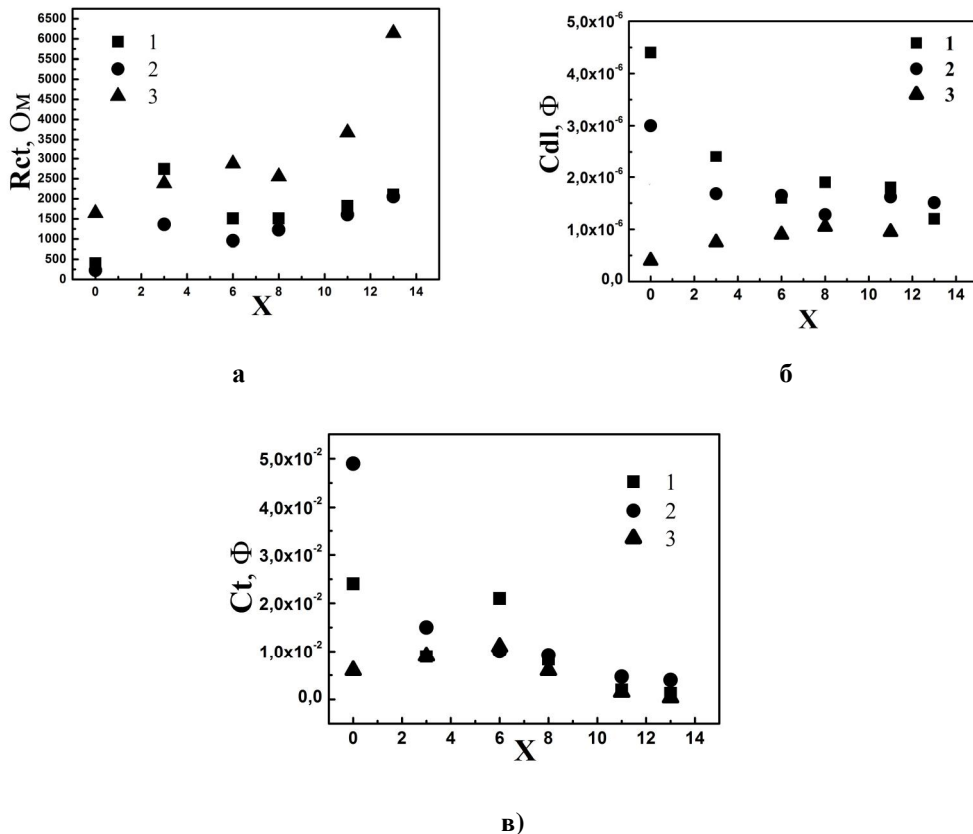 6500
6000
5500
5000
4500
4000
3500
3000
2500
2000
1500
1000
500
0
Rct, Ом
1
2
3
0 2 4 6 8 10 12 14
X
а
5,0x10⁻⁶
4,0x10⁻⁶
3,0x10⁻⁶
2,0x10⁻⁶
1,0x10⁻⁶
0,0
Cdl, Ф
1
2
3
0 2 4 6 8 10 12 14
X
б
5,0x10⁻²
4,0x10⁻²
3,0x10⁻²
2,0x10⁻²
1,0x10⁻²
0,0
Ct, Ф
1
2
3
0 2 4 6 8 10 12 14
X
в)